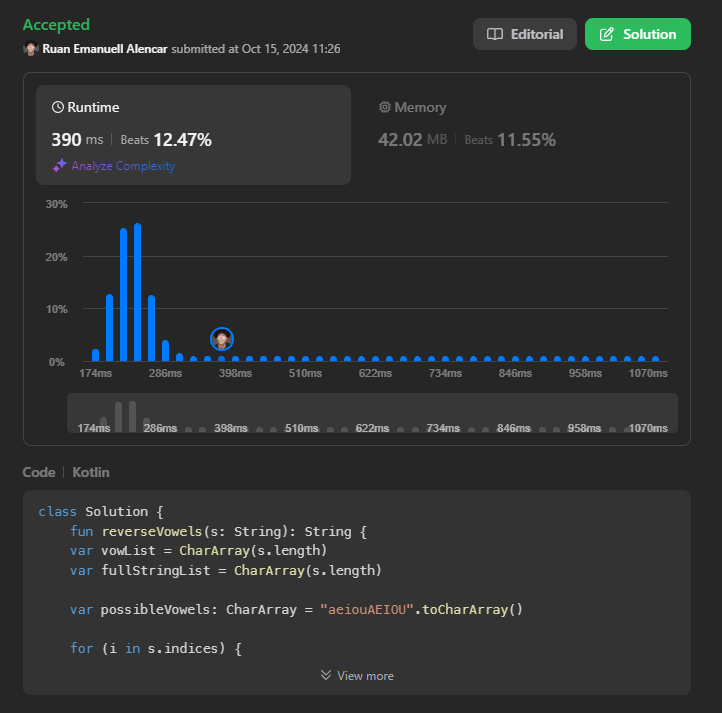 Accepted
Editorial
Solution
Ruan Emanuell Alencar submitted at Oct 15, 2024 11:26
Runtime
390 ms | Beats 12.47%
Analyze Complexity
Memory
42.02 MB | Beats 11.55%
30%
20%
10%
0%
174ms 286ms 398ms 510ms 622ms 734ms 846ms 958ms 1070ms
174ms 286ms 398ms 510ms 622ms 734ms 846ms 958ms 1070ms
Code | Kotlin
class Solution {
    fun reverseVowels(s: String): String {
    var vowList = CharArray(s.length)
    var fullStringList = CharArray(s.length)
    var possibleVowels: CharArray = "aeiouAEIOU".toCharArray()
    for (i in s.indices) {
View more